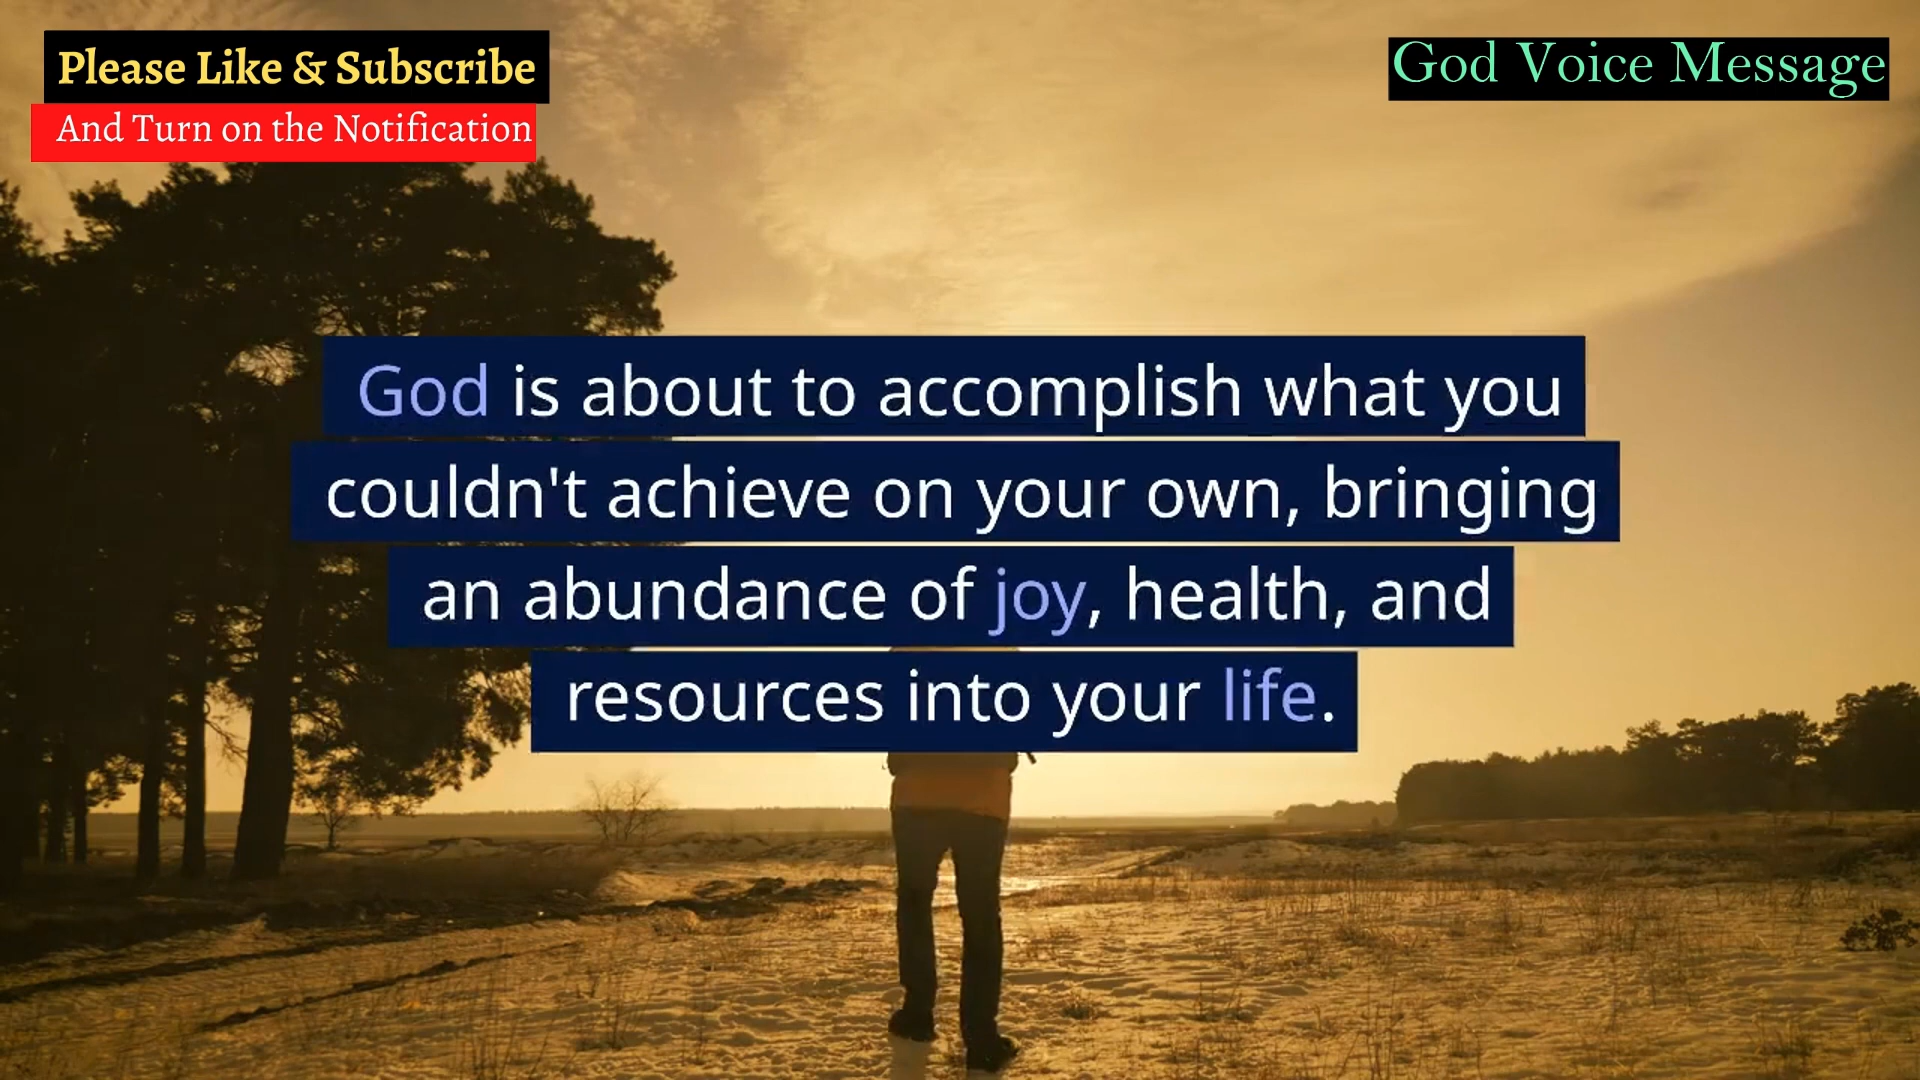 Please Like & Subscribe
And Turn on the Notification
God Voice Message
God is about to accomplish what you
couldn't achieve on your own, bringing
an abundance of joy, health, and
resources into your life.